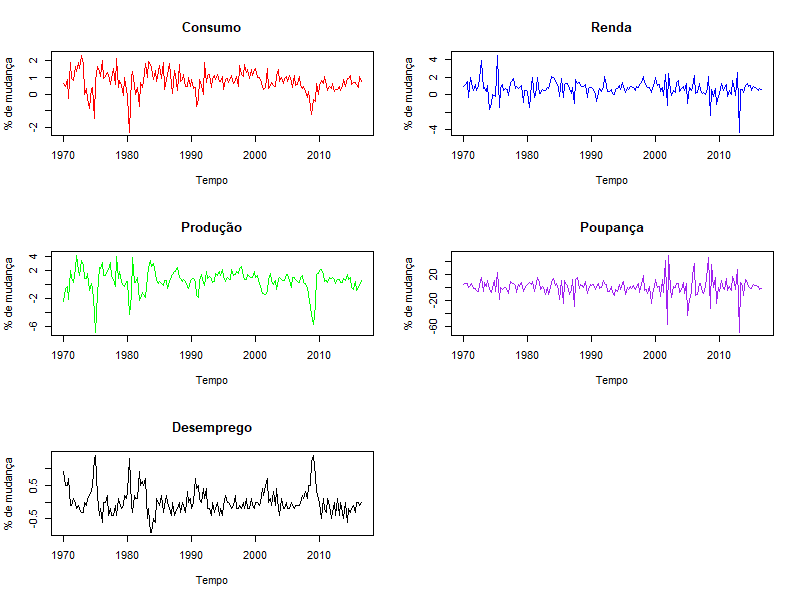 Consumo
% de mudança
2
1
0
-2
1970 1980 1990 2000 2010
Tempo
Renda
% de mudança
4
2
0
-4
1970 1980 1990 2000 2010
Tempo
Produção
% de mudança
4
2
-2
-6
1970 1980 1990 2000 2010
Tempo
Poupança
% de mudança
20
-20
-60
1970 1980 1990 2000 2010
Tempo
Desemprego
% de mudança
0.5
-0.5
1970 1980 1990 2000 2010
Tempo